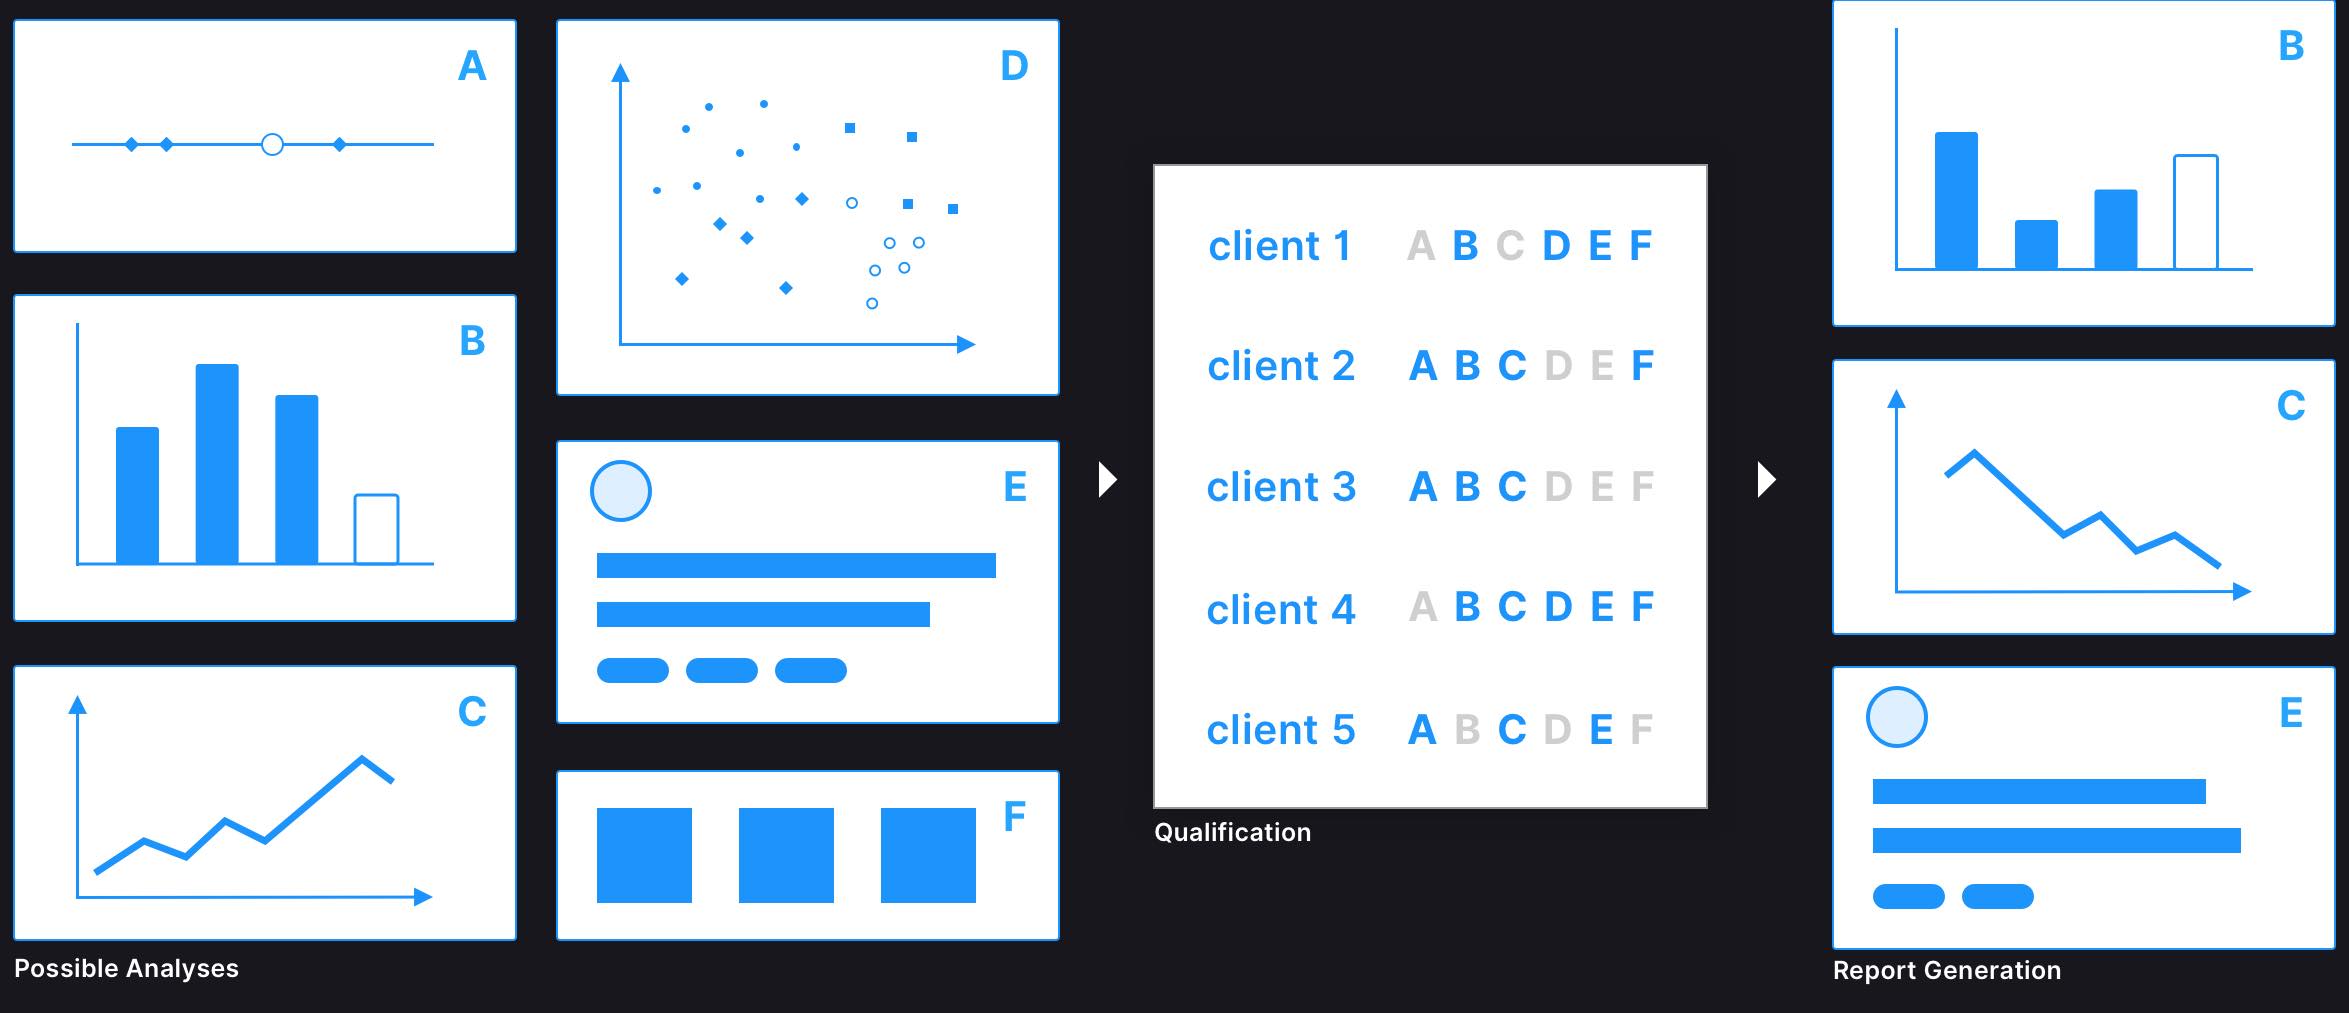 A
B
C
Possible Analyses
D
E
F
client 1 A B C D E F
client 2 A B C D E F
client 3 A B C D E F
client 4 A B C D E F
client 5 A B C D E F
Qualification
B
C
E
Report Generation